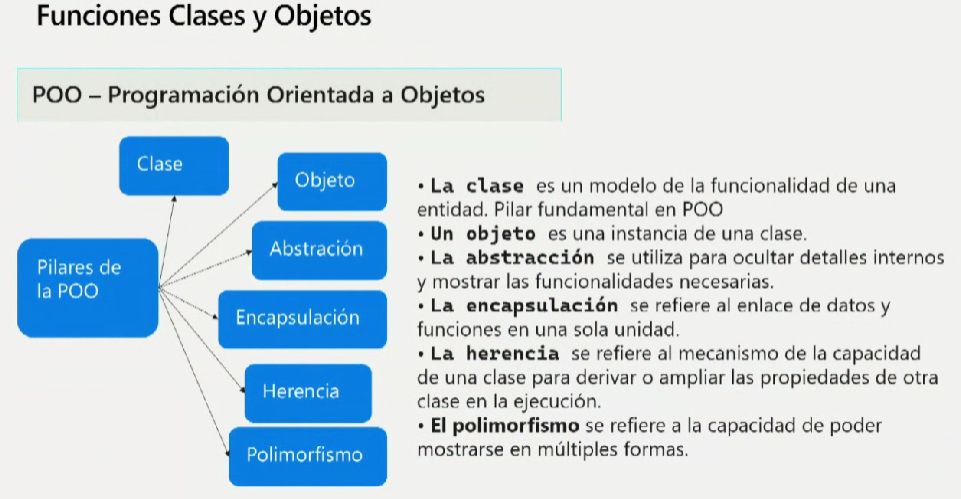 Funciones Clases y Objetos
POO – Programación Orientada a Objetos
Clase
Objeto
Abstración
Pilares de
la POO
Encapsulación
Herencia
Polimorfismo
• La clase es un modelo de la funcionalidad de una
entidad. Pilar fundamental en POO
• Un objeto es una instancia de una clase.
• La abstracción se utiliza para ocultar detalles internos
y mostrar las funcionalidades necesarias.
• La encapsulación se refiere al enlace de datos y
funciones en una sola unidad.
• La herencia se refiere al mecanismo de la capacidad
de una clase para derivar o ampliar las propiedades de otra
clase en la ejecución.
• El polimorfismo se refiere a la capacidad de poder
mostrarse en múltiples formas.